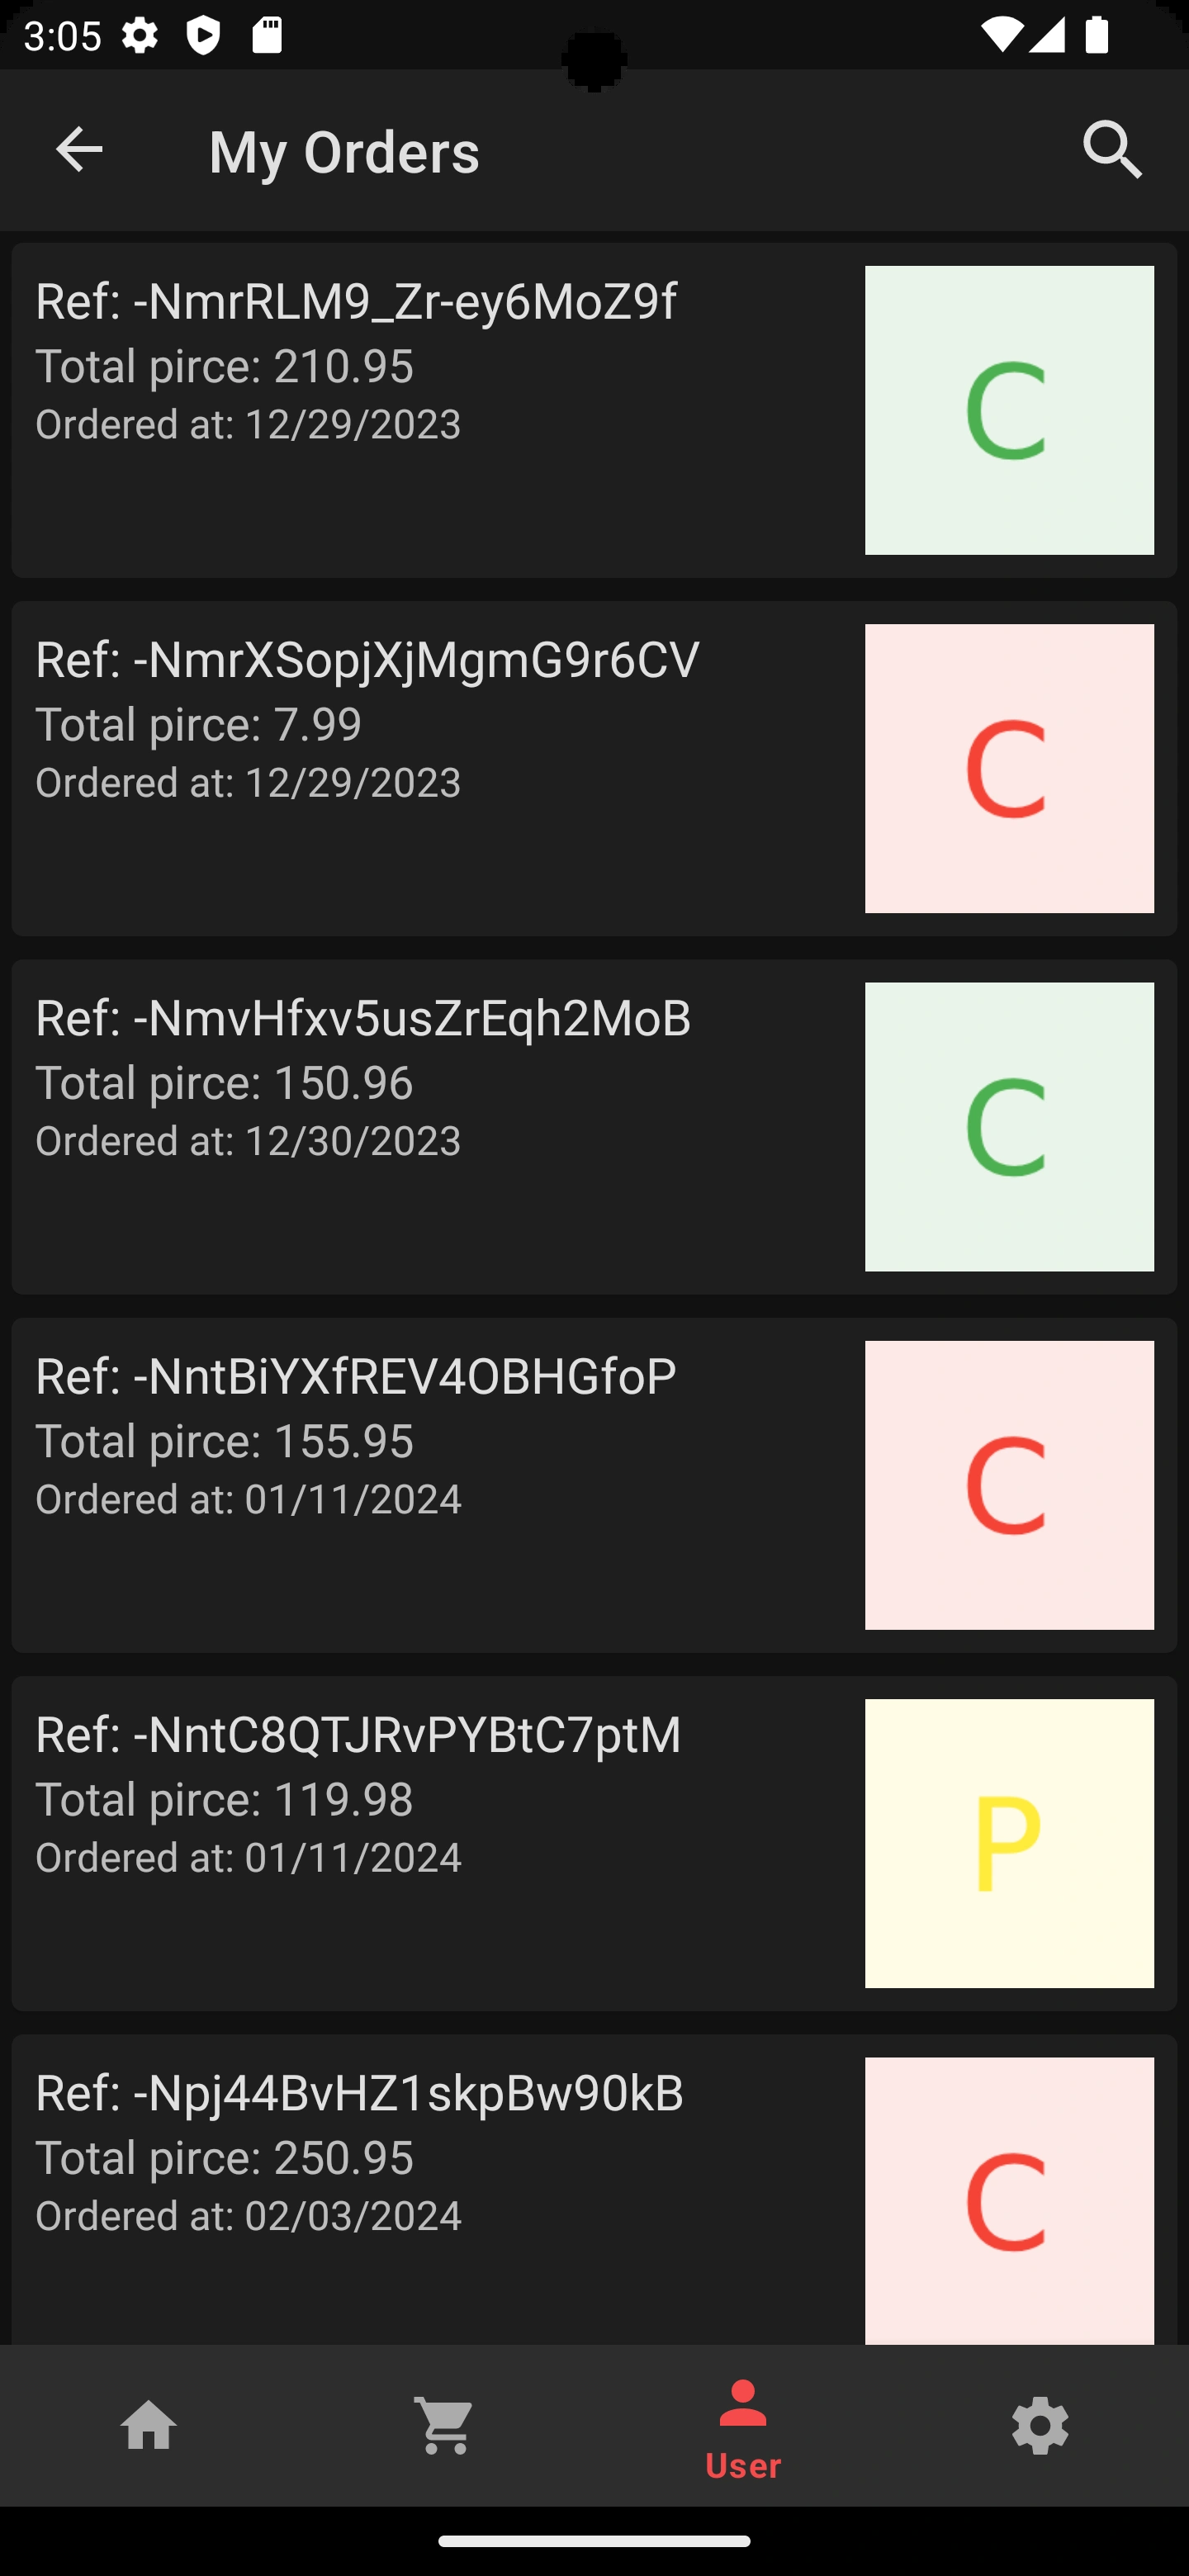 3:05
My Orders
Ref: -NmrRLM9_Zr-ey6MoZ9f
Total pirce: 210.95
Ordered at: 12/29/2023
C
Ref: -NmrXSopjXjMgmG9r6CV
Total pirce: 7.99
Ordered at: 12/29/2023
C
Ref: -NmvHfxv5usZrEqh2MoB
Total pirce: 150.96
Ordered at: 12/30/2023
C
Ref: -NntBiYXfREV4OBHGfoP
Total pirce: 155.95
Ordered at: 01/11/2024
C
Ref: -NntC8QTJRvPYBtC7ptM
Total pirce: 119.98
Ordered at: 01/11/2024
P
Ref: -Npj44BvHZ1skpBw90kB
Total pirce: 250.95
Ordered at: 02/03/2024
C
User